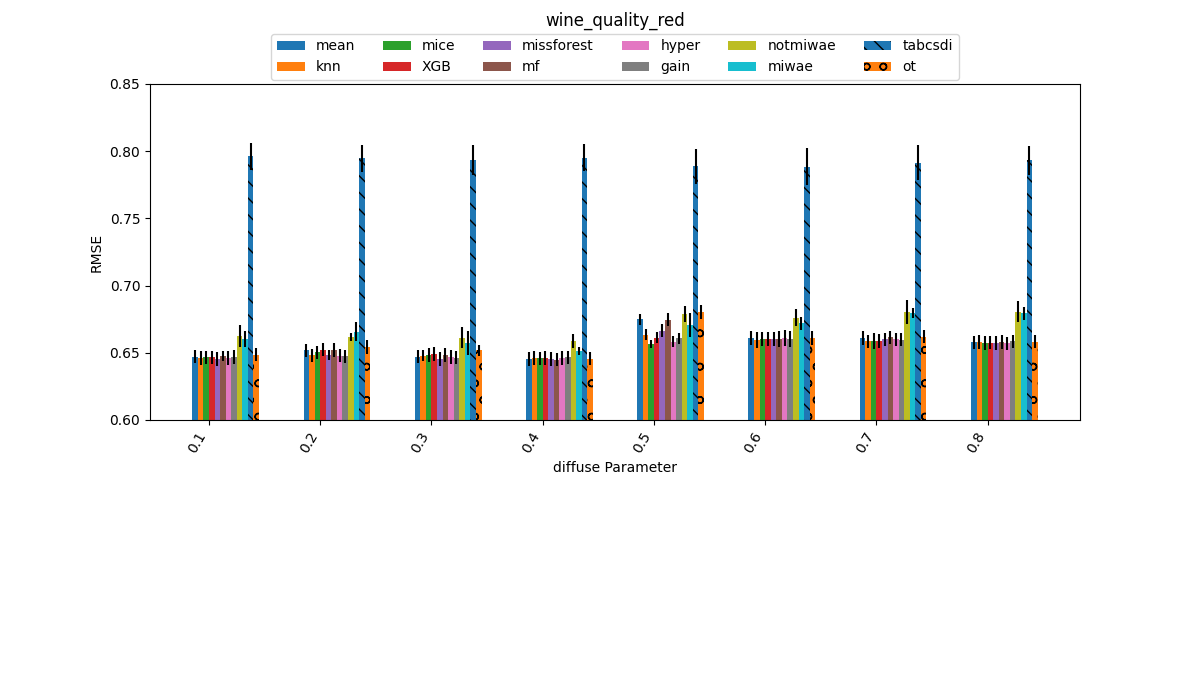 wine_quality_red
mean mice missforest hyper notmiwae tabcsdi
knn XGB mf gain miwae ot
0.85
0.80
0.75
0.70
0.65
0.60
RMSE
0.1 0.2 0.3 0.4 0.5 0.6 0.7 0.8
diffuse Parameter